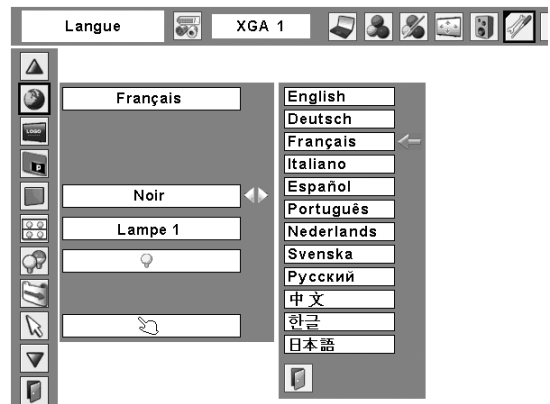 Langue
XGA 1
LOGO
P
Français
Noir
Lampe 1
English
Deutsch
Français
Italiano
Español
Português
Nederlands
Svenska
Русский
中文
한글
日本語